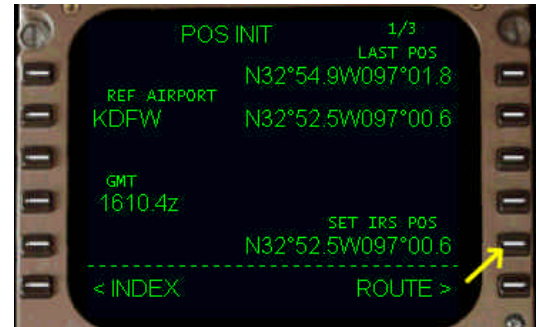 POS INIT 1/3
LAST POS
N32°54.9W097°01.8
REF AIRPORT
KDFW N32°52.5W097°00.6
GMT
1610.4z
SET IRS POS
N32°52.5W097°00.6
< INDEX ROUTE >